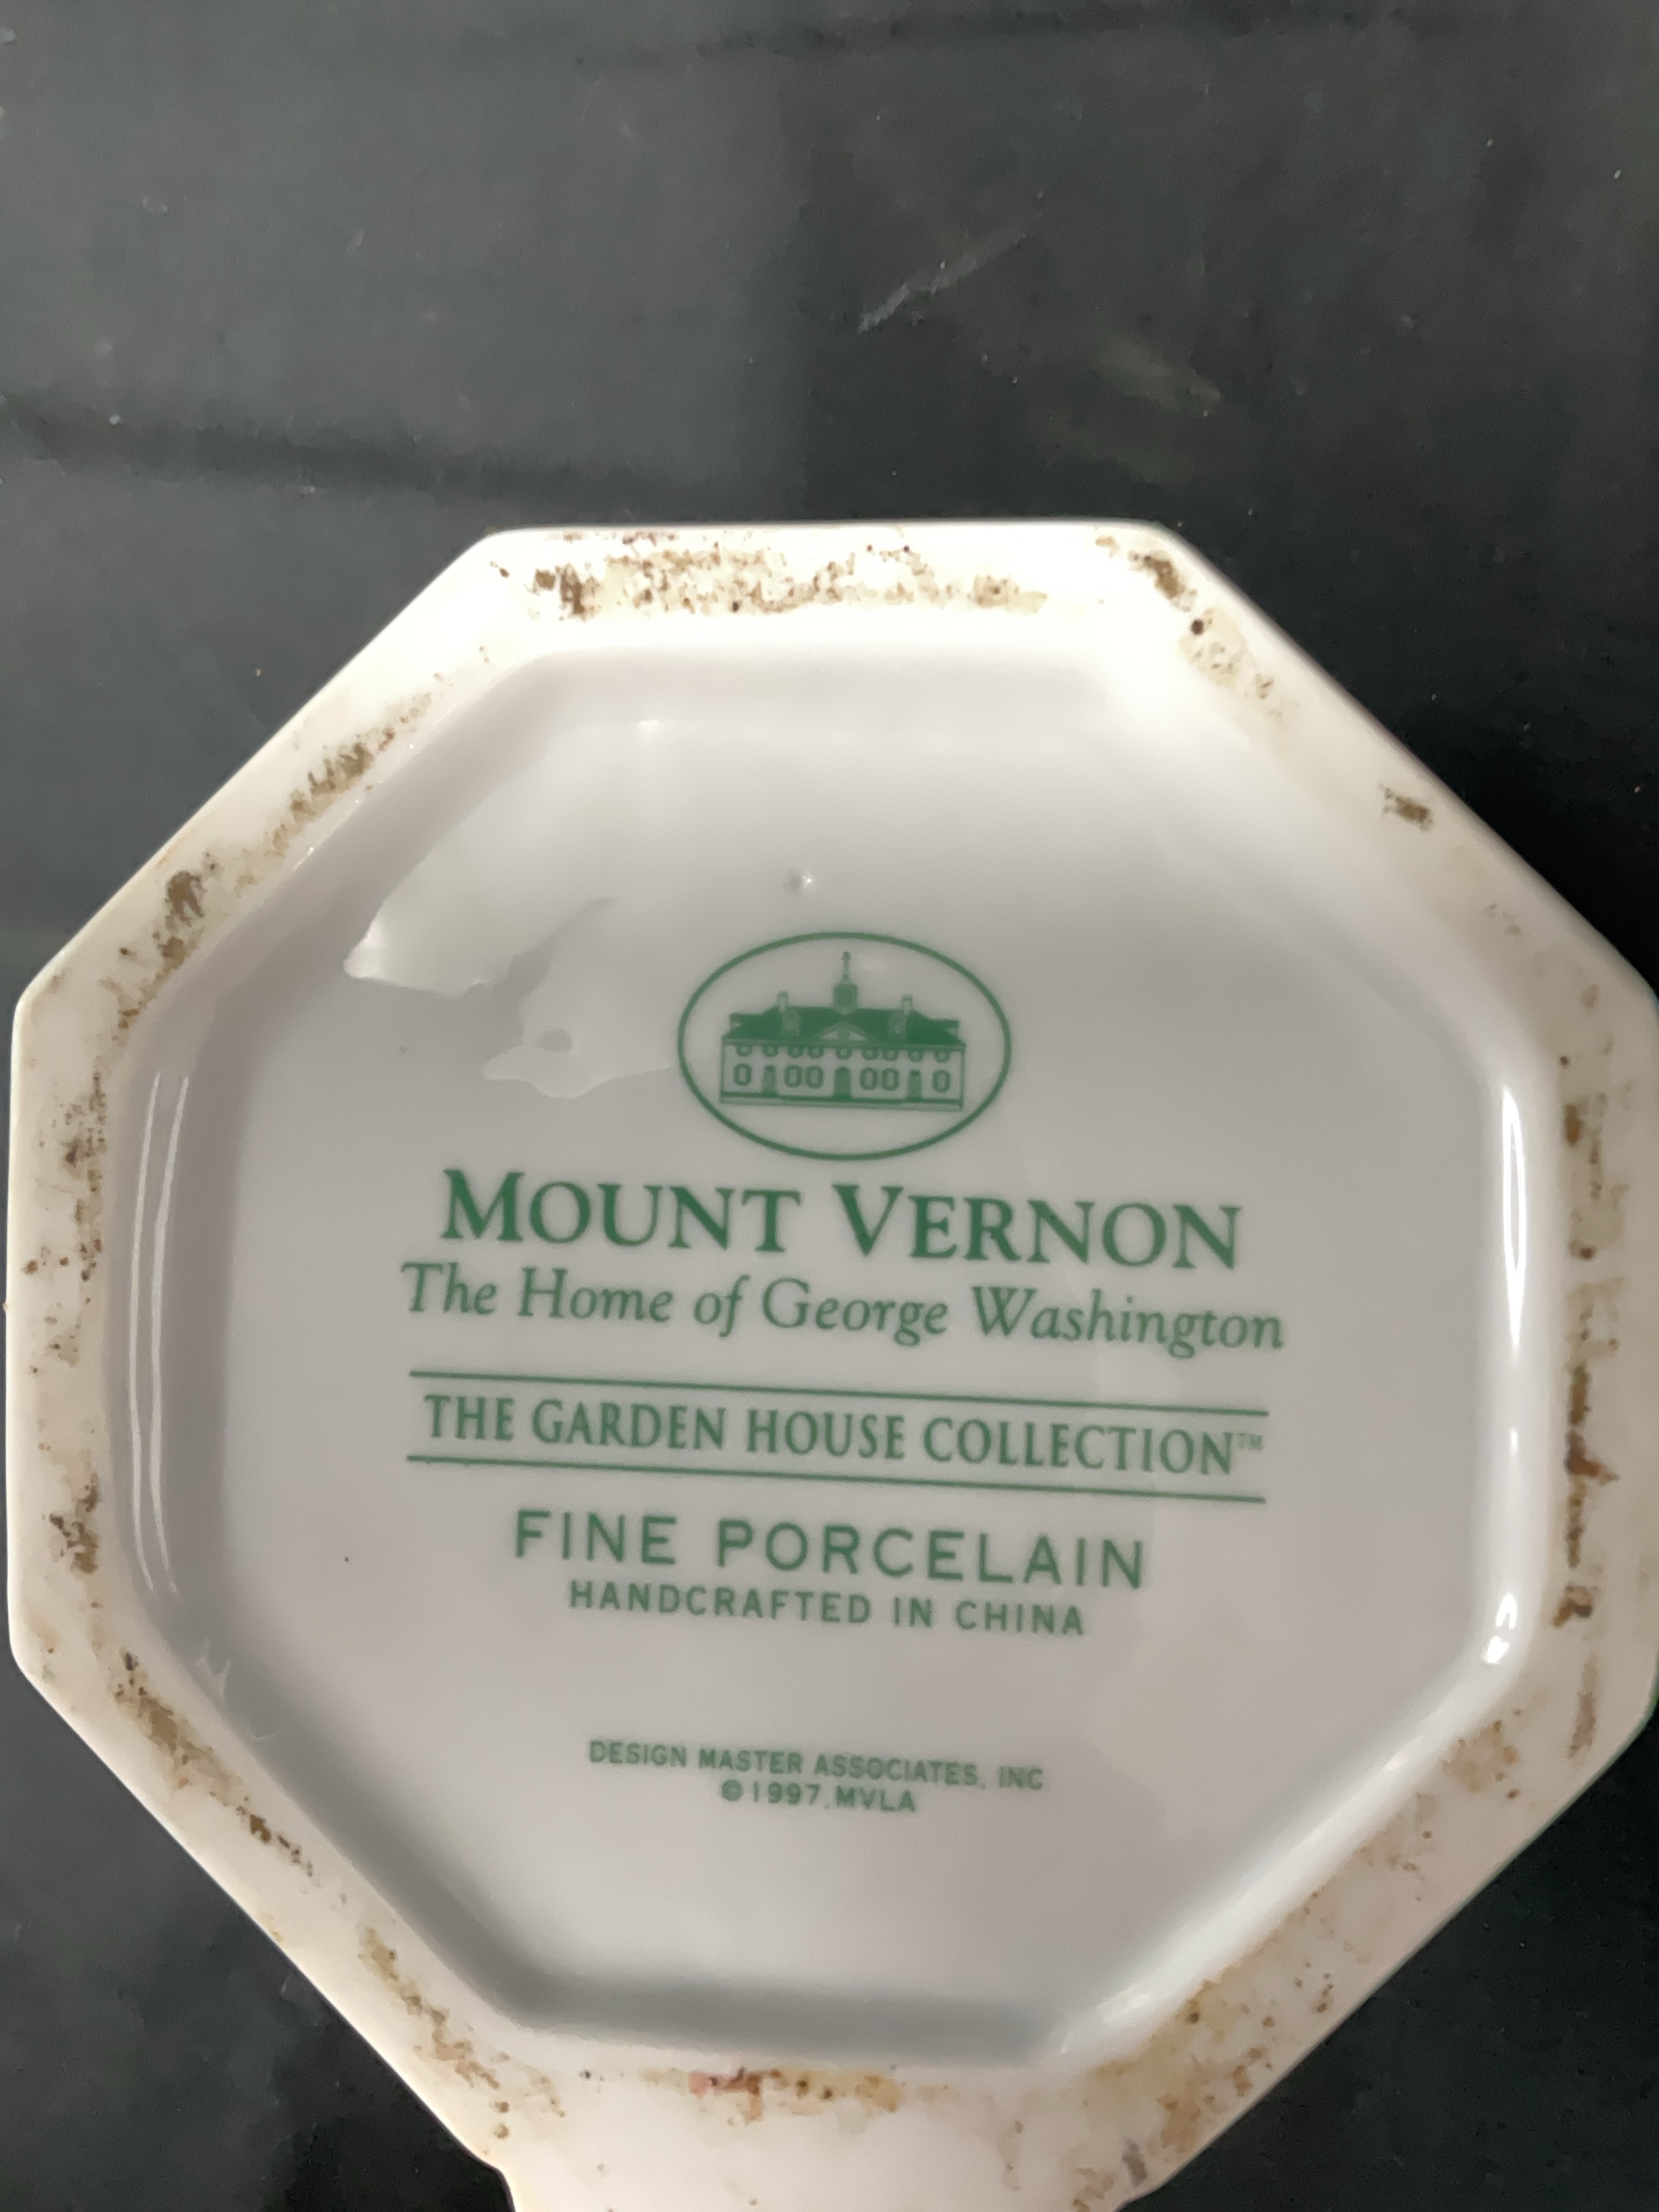 MOUNT VERNON
The Home of George Washington
THE GARDEN HOUSE COLLECTION™
FINE PORCELAIN
HANDCRAFTED IN CHINA
DESIGN MASTER ASSOCIATES, INC
©1997, MVLA